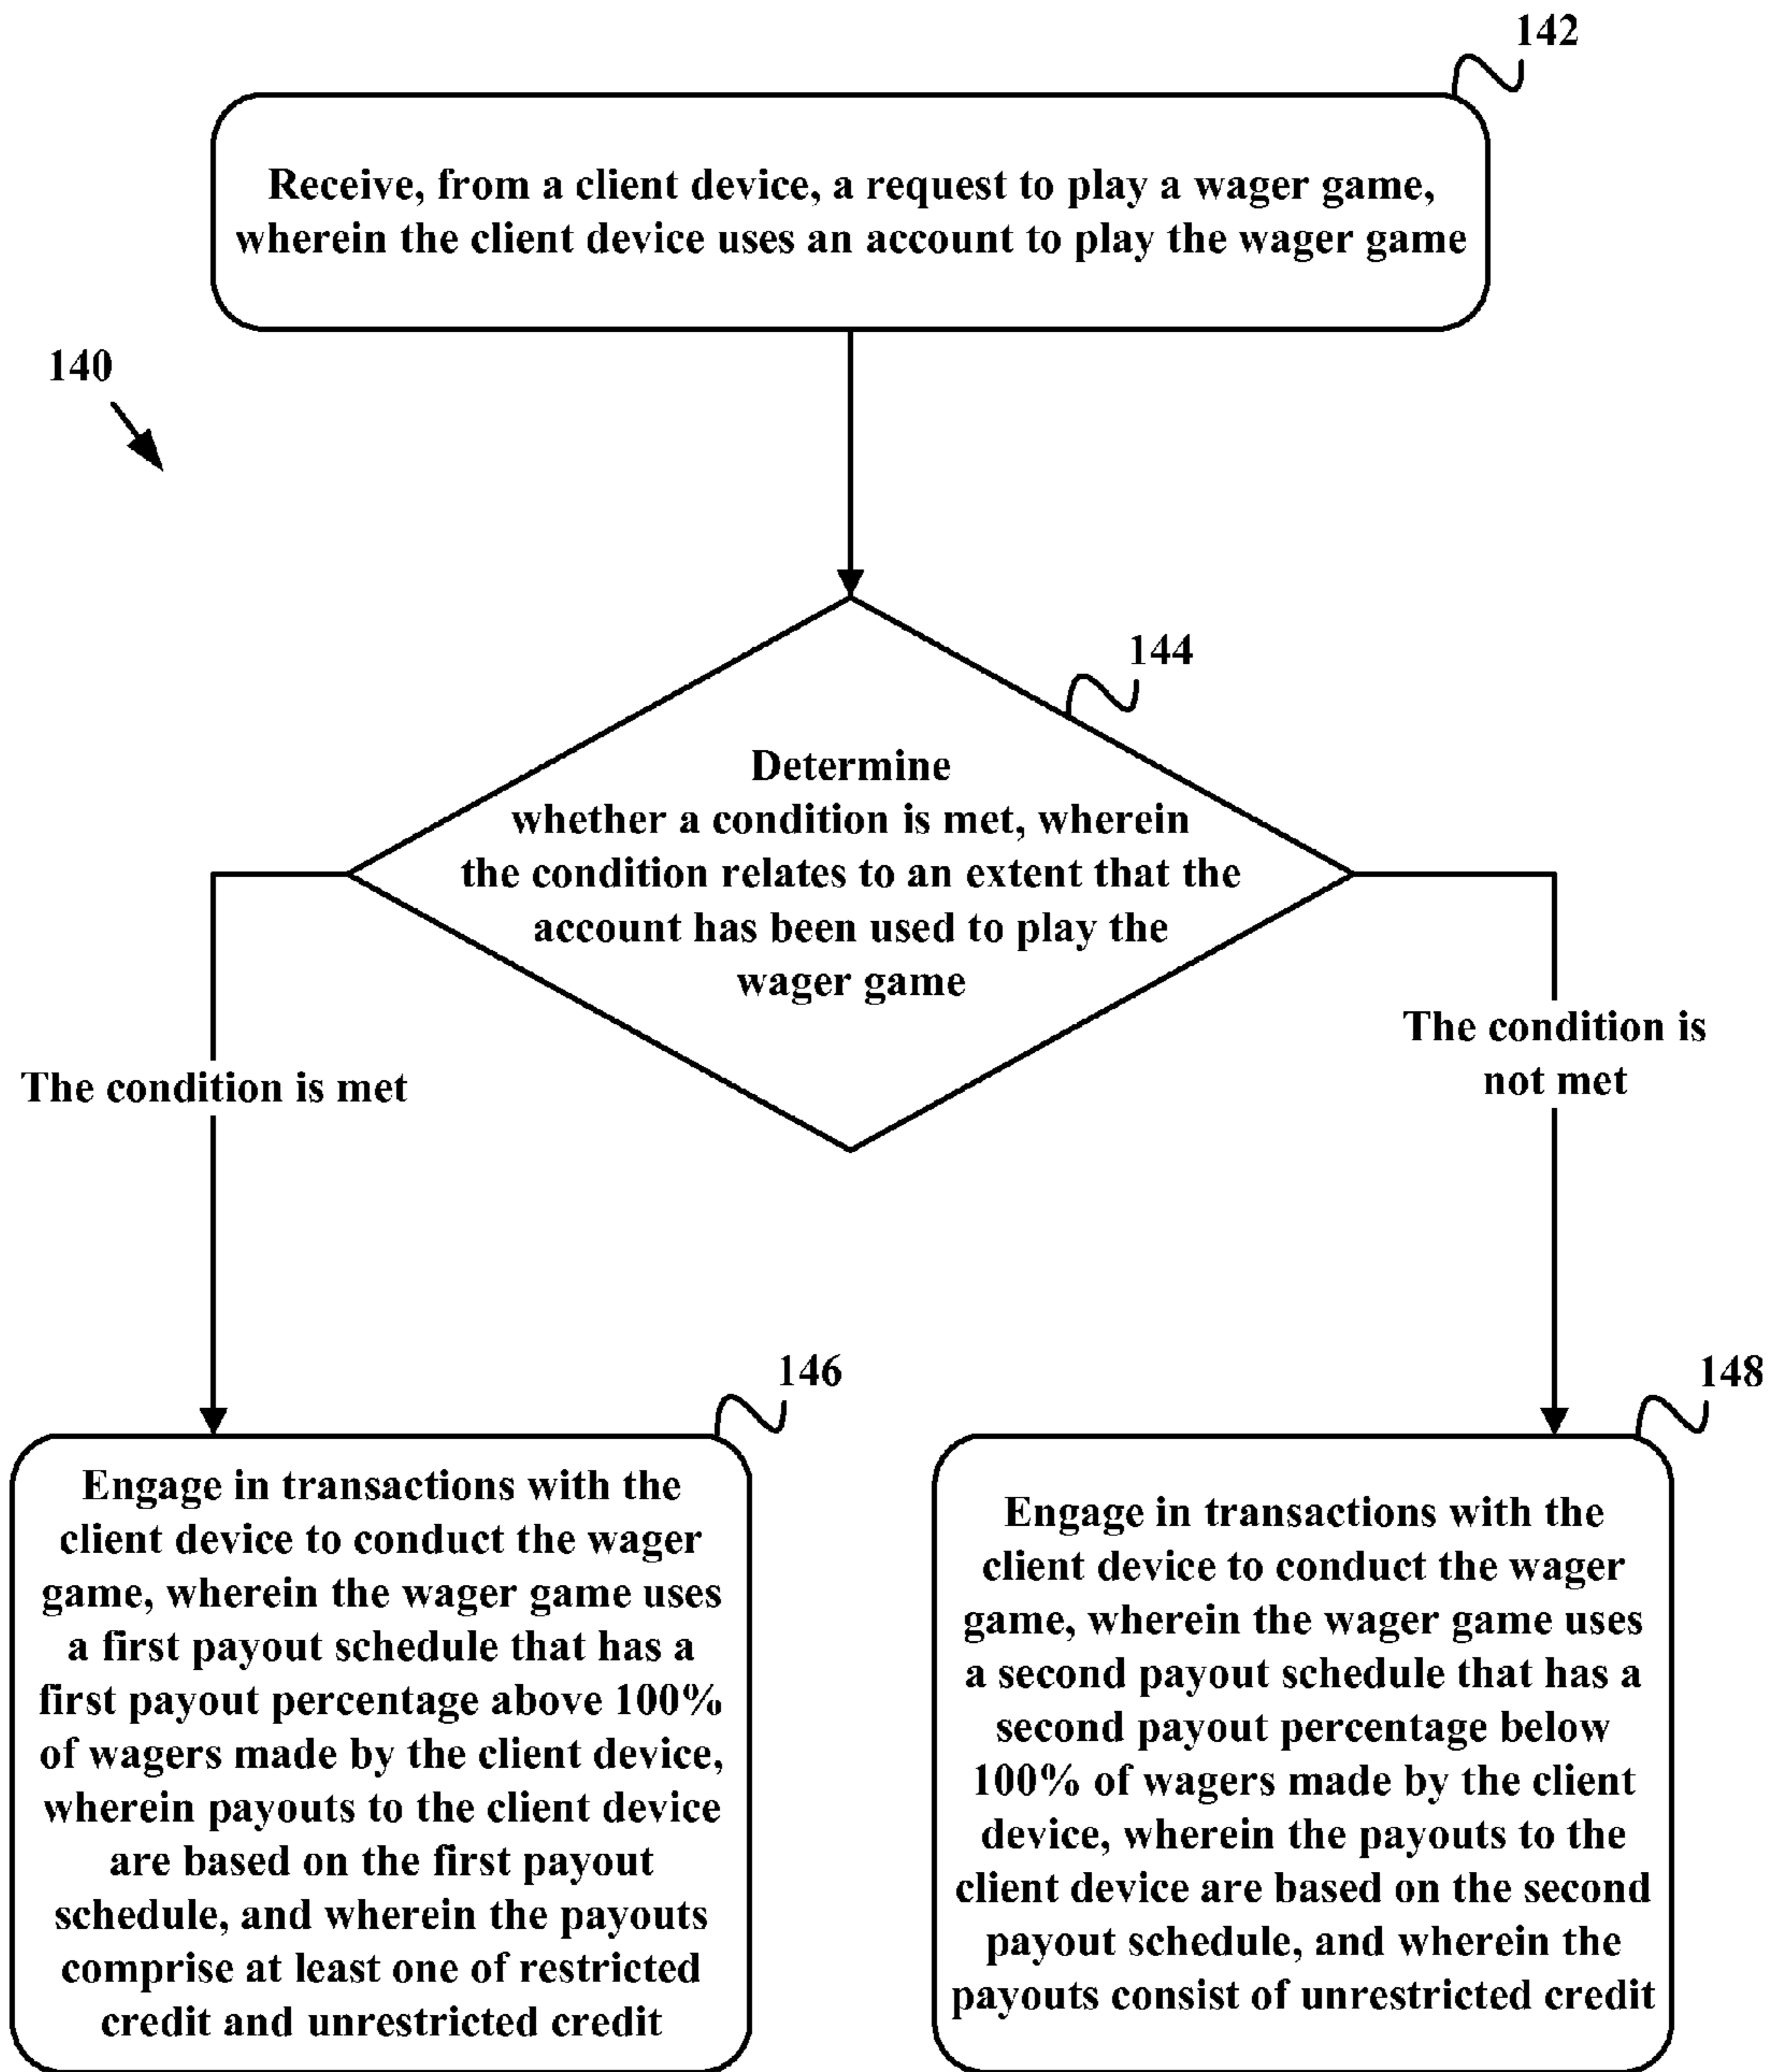 142
Receive, from a client device, a request to play a wager game,
wherein the client device uses an account to play the wager game
140
144
Determine
whether a condition is met, wherein
the condition relates to an extent that the
account has been used to play the
wager game
The condition is met
The condition is
not met
146
Engage in transactions with the
client device to conduct the wager
game, wherein the wager game uses
a first payout schedule that has a
first payout percentage above 100%
of wagers made by the client device,
wherein payouts to the client device
are based on the first payout
schedule, and wherein the payouts
comprise at least one of restricted
credit and unrestricted credit
148
Engage in transactions with the
client device to conduct the wager
game, wherein the wager game uses
a second payout schedule that has a
second payout percentage below
100% of wagers made by the client
device, wherein the payouts to the
client device are based on the second
payout schedule, and wherein the
payouts consist of unrestricted credit